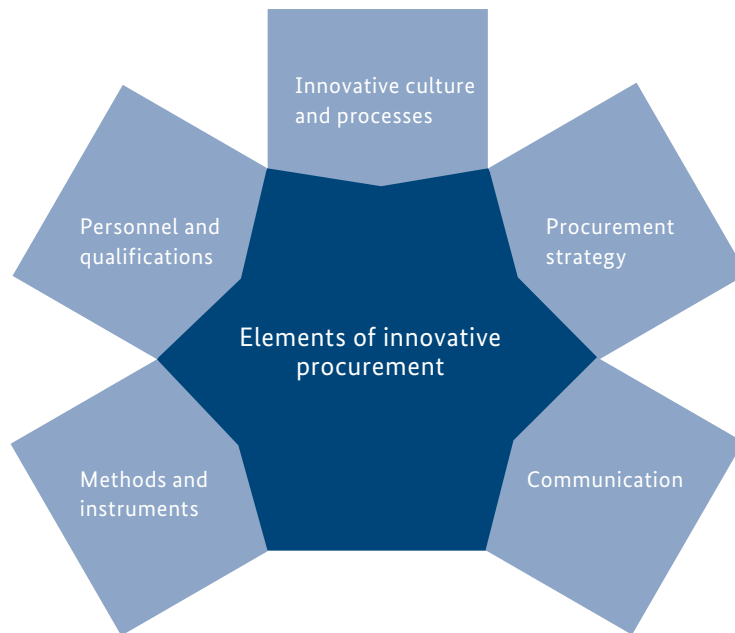 Innovative culture
and processes
Personnel and
qualifications
Procurement
strategy
Elements of innovative
procurement
Methods and
instruments
Communication